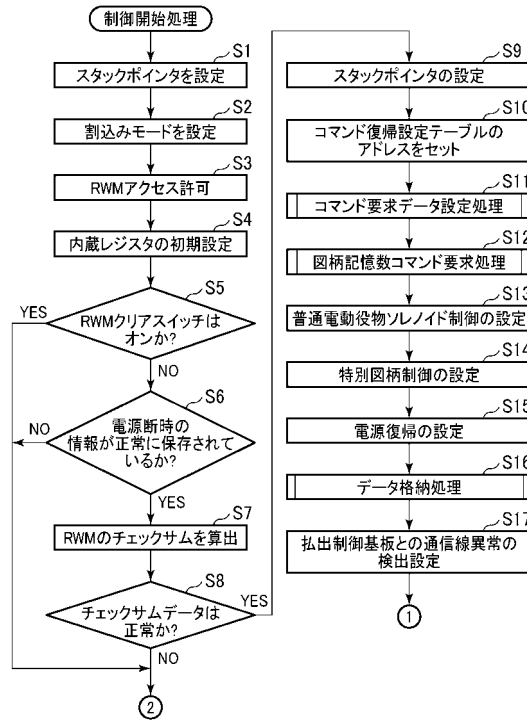 制御開始処理
S1
スタックポインタを設定
S2
割込みモードを設定
S3
RWMアクセス許可
S4
内蔵レジスタの初期設定
S5
YES
RWMクリアスイッチは
オンか?
NO
S6
電源断時の
情報が正常に保存されて
いるか?
NO
YES
S7
RWMのチェックサムを算出
S8
チェックサムデータは
正常か?
YES
NO
2
S9
スタックポインタの設定
S10
コマンド復帰設定テーブルの
アドレスをセット
S11
コマンド要求データ設定処理
S12
図柄記憶数コマンド要求処理
S13
普通電動役物ソレノイド制御の設定
S14
特別図柄制御の設定
S15
電源復帰の設定
S16
データ格納処理
S17
払出制御基板との通信線異常の
検出設定
1